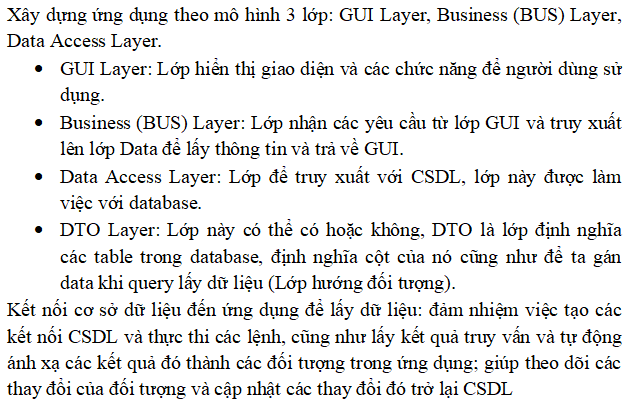 Xây dựng ứng dụng theo mô hình 3 lớp: GUI Layer, Business (BUS) Layer,
Data Access Layer.
• GUI Layer: Lớp hiển thị giao diện và các chức năng để người dùng sử
dụng.
• Business (BUS) Layer: Lớp nhận các yêu cầu từ lớp GUI và truy xuất
lên lớp Data để lấy thông tin và trả về GUI.
• Data Access Layer: Lớp để truy xuất với CSDL, lớp này được làm
việc với database.
• DTO Layer: Lớp này có thể có hoặc không, DTO là lớp định nghĩa
các table trong database, định nghĩa cột của nó cũng như để ta gán
data khi query lấy dữ liệu (Lớp hướng đối tượng).
Kết nối cơ sở dữ liệu đến ứng dụng để lấy dữ liệu: đảm nhiệm việc tạo các
kết nối CSDL và thực thi các lệnh, cũng như lấy kết quả truy vấn và tự động
ánh xạ các kết quả đó thành các đối tượng trong ứng dụng; giúp theo dõi các
thay đổi của đối tượng và cập nhật các thay đổi đó trở lại CSDL